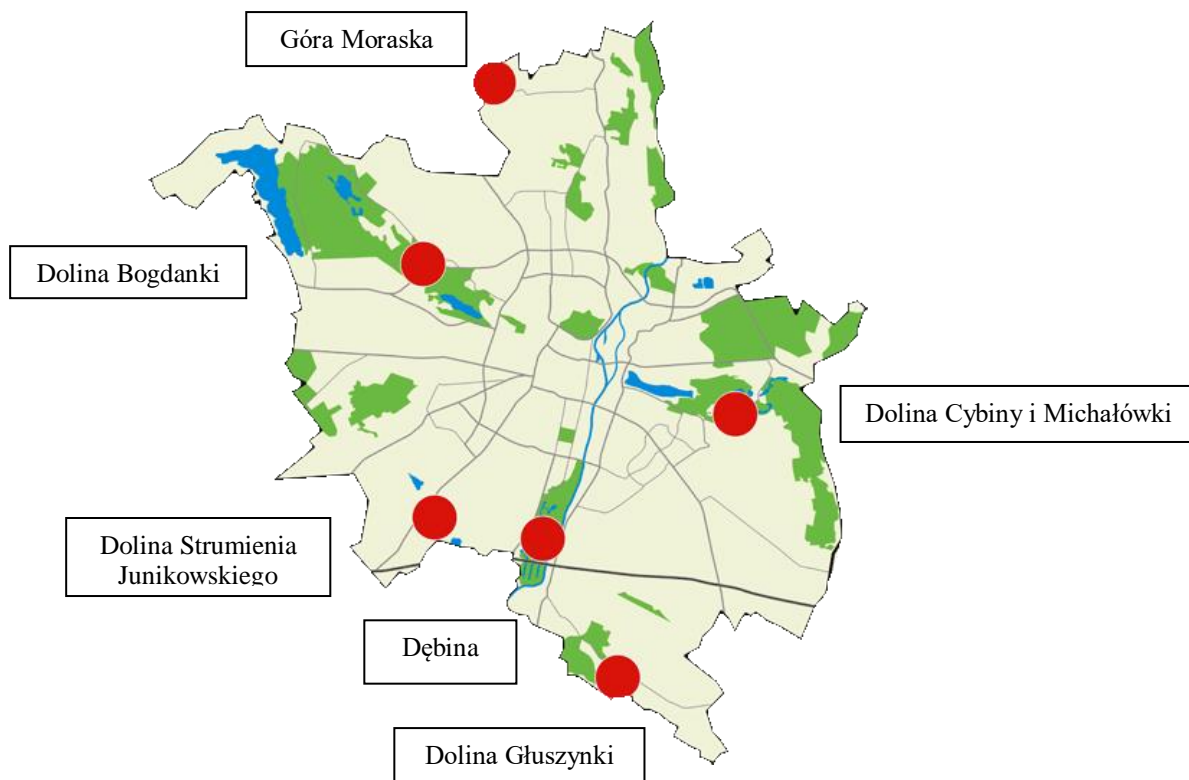 Góra Moraska
Dolina Bogdanki
Dolina Cybiny i Michałówki
Dolina Strumienia
Junikowskiego
Dębina
Dolina Głuszynki